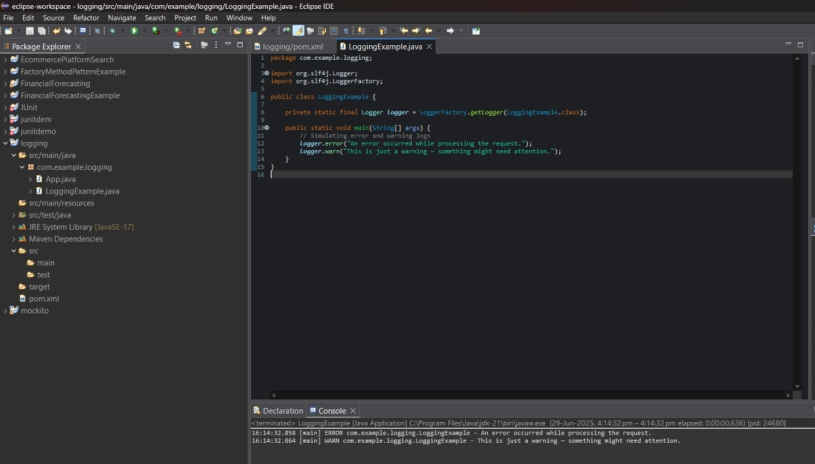 eclipse-workspace - logging/src/main/java/com/example/logging/LoggingExample.java - Eclipse IDE
File Edit Source Refactor Navigate Search Project Run Window Help
Package Explorer
EcommercePlatformSearch
FactoryMethodPatternExample
FinancialForecasting
FinancialForecastingExample
JUnit
junitdem
junitdemo
logging
src/main/java
com.example.logging
App.java
LoggingExample.java
src/main/resources
src/test/java
JRE System Library [JavaSE-17]
Maven Dependencies
src
main
test
target
pom.xml
mockito
logging/pom.xml LoggingExample.java
1 package com.example.logging;
2
3 import org.slf4j.Logger;
4 import org.slf4j.LoggerFactory;
5
6 public class LoggingExample {
7
8 private static final Logger logger = LoggerFactory.getLogger(LoggingExample.class);
9
10 public static void main(String[] args) {
11 // Simulating error and warning logs
12 logger.error("An error occurred while processing the request.");
13 logger.warn("This is just a warning – something might need attention.");
14 }
15 }
16
Declaration Console
<terminated> LoggingExample [Java Application] C:\Program Files\Java\jdk-21\bin\javaw.exe (29-Jun-2025, 4:14:32 pm – 4:14:32 pm elapsed: 0:00:00.636) [pid: 24680]
16:14:32.858 [main] ERROR com.example.logging.LoggingExample - An error occurred while processing the request.
16:14:32.864 [main] WARN com.example.logging.LoggingExample - This is just a warning – something might need attention.